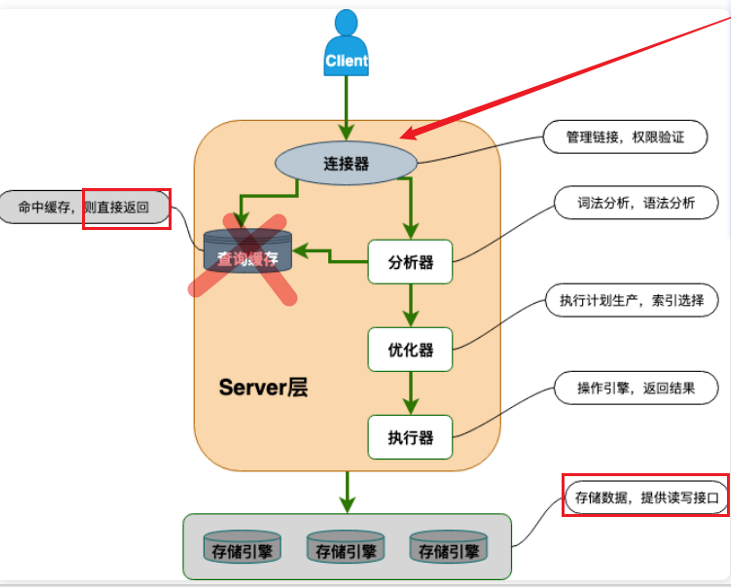 Client
连接器
管理链接，权限验证
命中缓存，则直接返回
查询缓存
词法分析，语法分析
分析器
执行计划生产，索引选择
优化器
Server层
操作引擎，返回结果
执行器
存储数据，提供读写接口
存储引擎
存储引擎
存储引擎